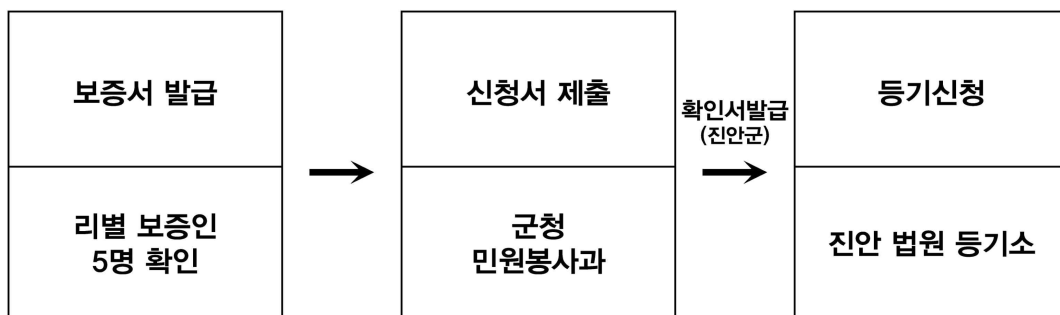 보증서 발급
리별 보증인
5명 확인
신청서 제출
군청
민원봉사과
확인서발급
(진안군)
등기신청
진안 법원 등기소